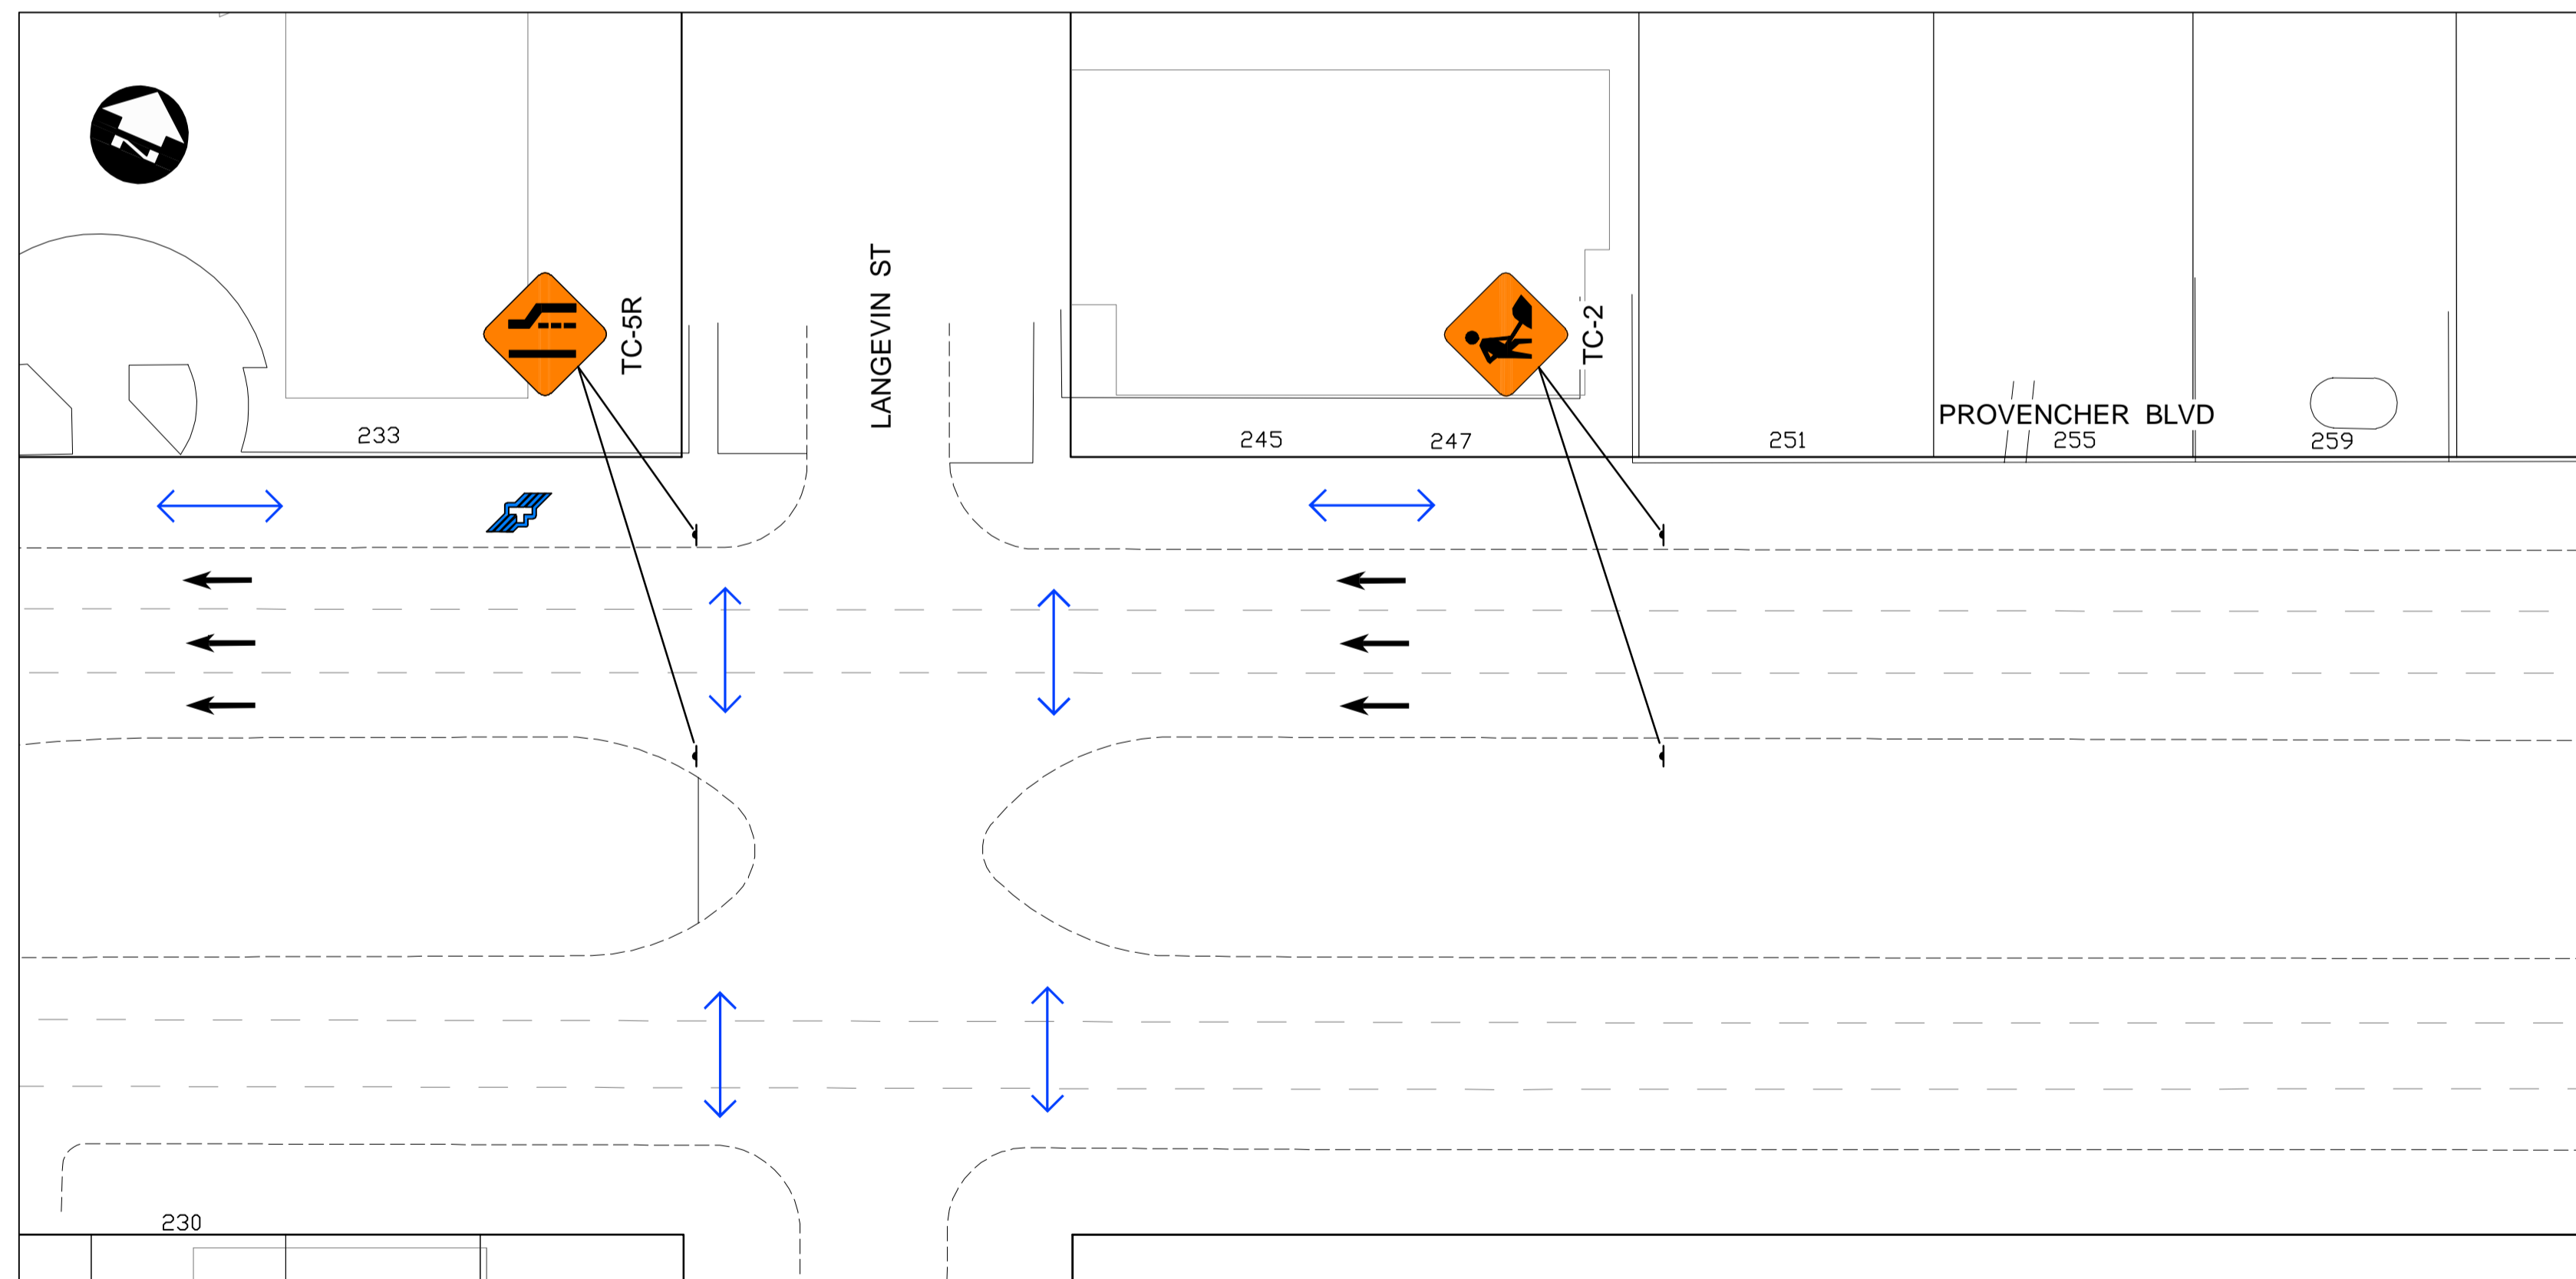 TC-5R
LANGEVIN ST
TC-2
PROVENCHER BLVD
233
245
247
251
255
259
230